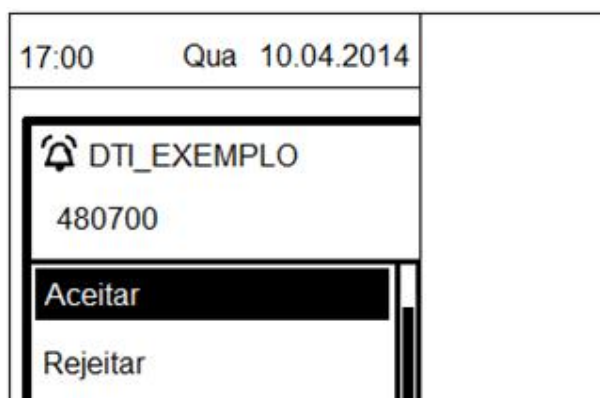 17:00 Qua 10.04.2014
DTI_EXEMPLO
480700
Aceitar
Rejeitar